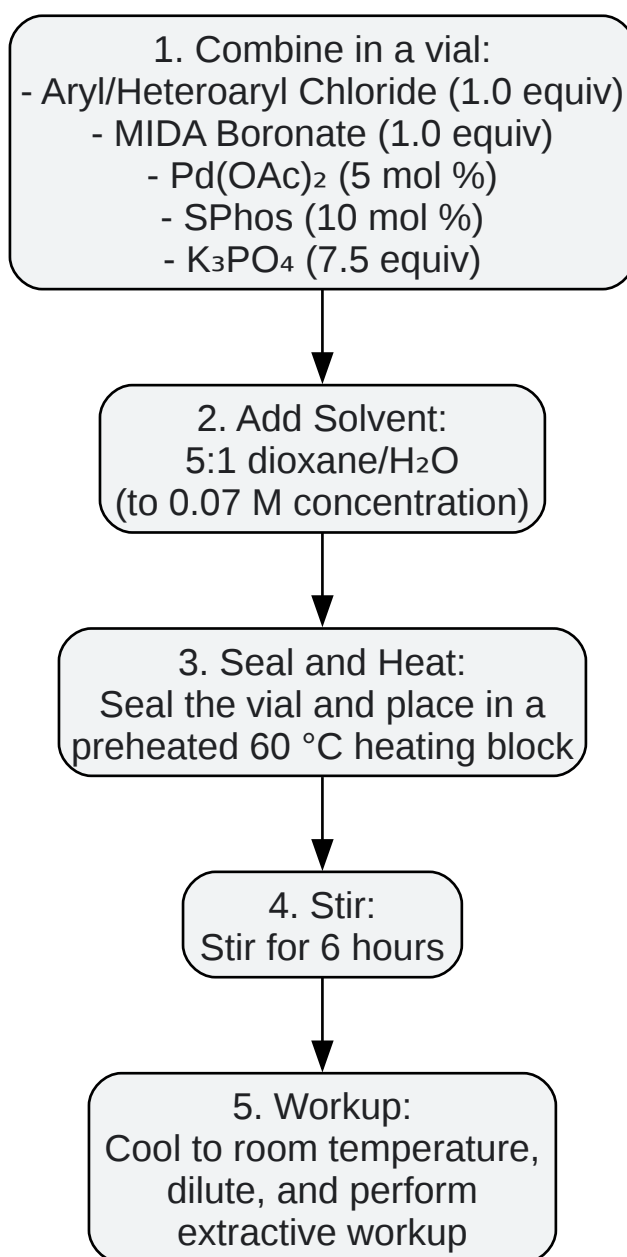 1. Combine in a vial:
- Aryl/Heteroaryl Chloride (1.0 equiv)
- MIDA Boronate (1.0 equiv)
- Pd(OAc)₂ (5 mol %)
- SPhos (10 mol %)
- K₃PO₄ (7.5 equiv)
2. Add Solvent:
5:1 dioxane/H₂O
(to 0.07 M concentration)
3. Seal and Heat:
Seal the vial and place in a
preheated 60 °C heating block
4. Stir:
Stir for 6 hours
5. Workup:
Cool to room temperature,
dilute, and perform
extractive workup